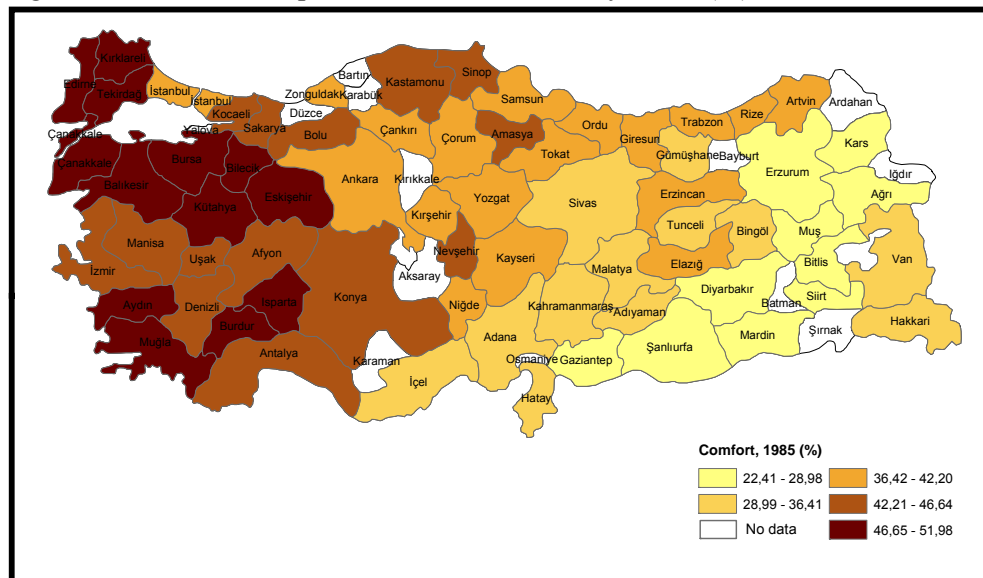 Kırklareli
Edirne
Tekirdağ
İstanbul
İstanbul
Kocaeli
Yalova
Sakarya
Düzce
Bolu
Zonguldak
Bartın
Karabük
Kastamonu
Sinop
Samsun
Çankırı
Çorum
Amasya
Tokat
Ordu
Giresun
Trabzon
Rize
Artvin
Ardahan
Gümüşhane
Bayburt
Erzurum
Kars
Iğdır
Ağrı
Çanakkale
Çanakkale
Balıkesir
Bursa
Bilecik
Kütahya
Eskişehir
Ankara
Kırıkkale
Kırşehir
Yozgat
Sivas
Erzincan
Tunceli
Bingöl
Muş
Bitlis
Van
Manisa
İzmir
Uşak
Afyon
Nevşehir
Aksaray
Kayseri
Malatya
Elazığ
Diyarbakır
Batman
Siirt
Hakkari
Şırnak
Mardin
Aydın
Denizli
Isparta
Burdur
Konya
Niğde
Kahramanmaraş
Adıyaman
Muğla
Antalya
Karaman
İçel
Adana
Osmaniye
Gaziantep
Şanlıurfa
Hatay
Comfort, 1985 (%)
22,41 - 28,98
36,42 - 42,20
28,99 - 36,41
42,21 - 46,64
No data
46,65 - 51,98